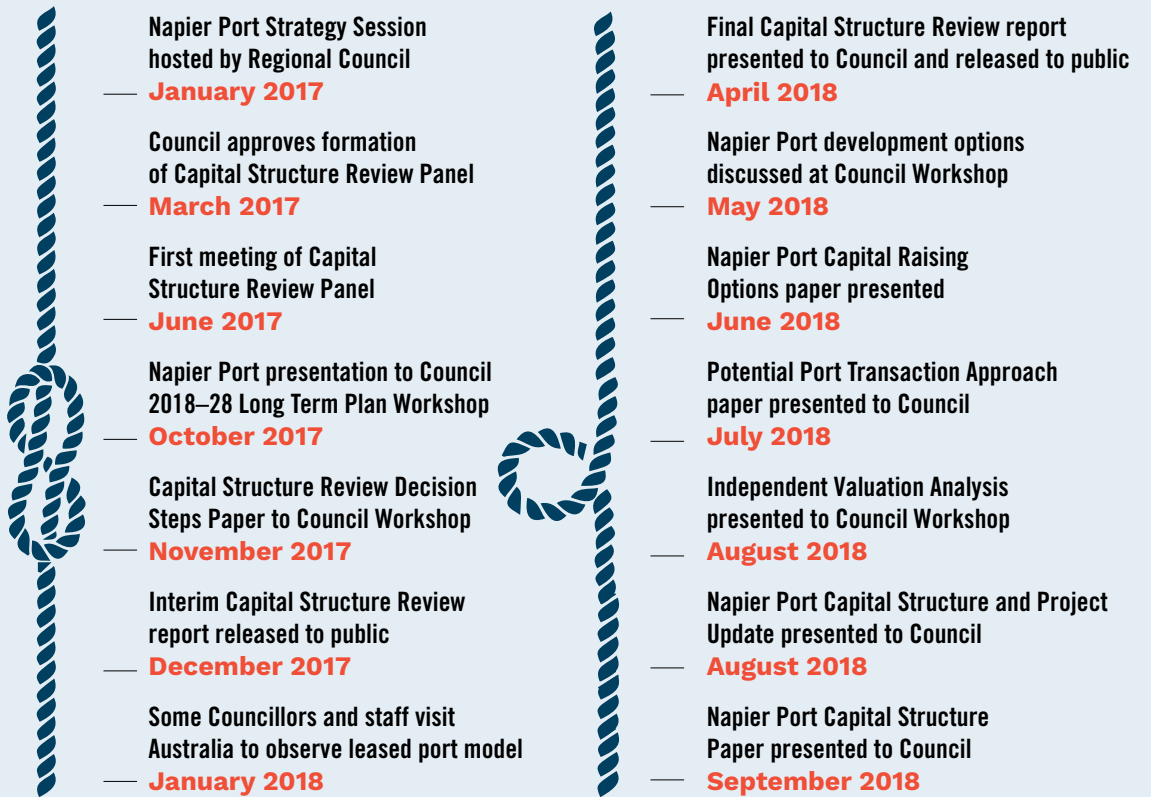 Napier Port Strategy Session
hosted by Regional Council
January 2017
Council approves formation
of Capital Structure Review Panel
March 2017
First meeting of Capital
Structure Review Panel
June 2017
Napier Port presentation to Council
2018–28 Long Term Plan Workshop
October 2017
Capital Structure Review Decision
Steps Paper to Council Workshop
November 2017
Interim Capital Structure Review
report released to public
December 2017
Some Councillors and staff visit
Australia to observe leased port model
January 2018
Final Capital Structure Review report
presented to Council and released to public
April 2018
Napier Port development options
discussed at Council Workshop
May 2018
Napier Port Capital Raising
Options paper presented
June 2018
Potential Port Transaction Approach
paper presented to Council
July 2018
Independent Valuation Analysis
presented to Council Workshop
August 2018
Napier Port Capital Structure and Project
Update presented to Council
August 2018
Napier Port Capital Structure
Paper presented to Council
September 2018